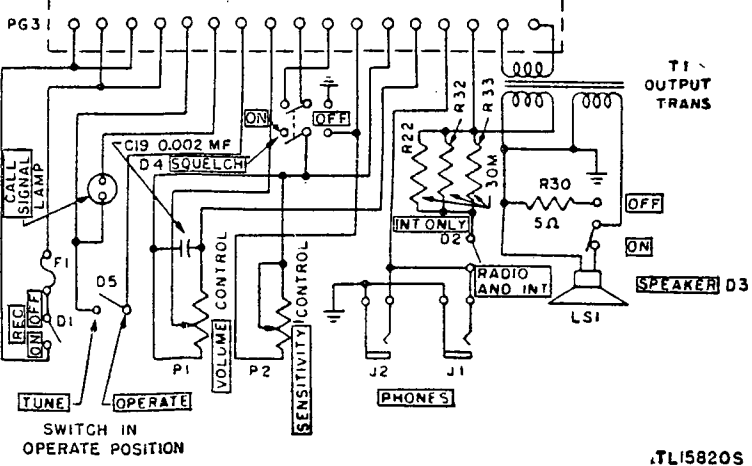 PG3
T1
OUTPUT
TRANS
R32
R33
ON
OFF
C19 0.002 MF
R22
D4 SQUELCH
30M
CALL
SIGNAL
LAMP
R30
OFF
5Ω
INT ONLY
D2
ON
F1
D5
RADIO
AND INT
SPEAKER D3
REC
ON OFF
D1
VOLUME CONTROL
SENSITIVITY CONTROL
LS1
P1
P2
J2
J1
TUNE
OPERATE
PHONES
SWITCH IN
OPERATE POSITION
TL15820S